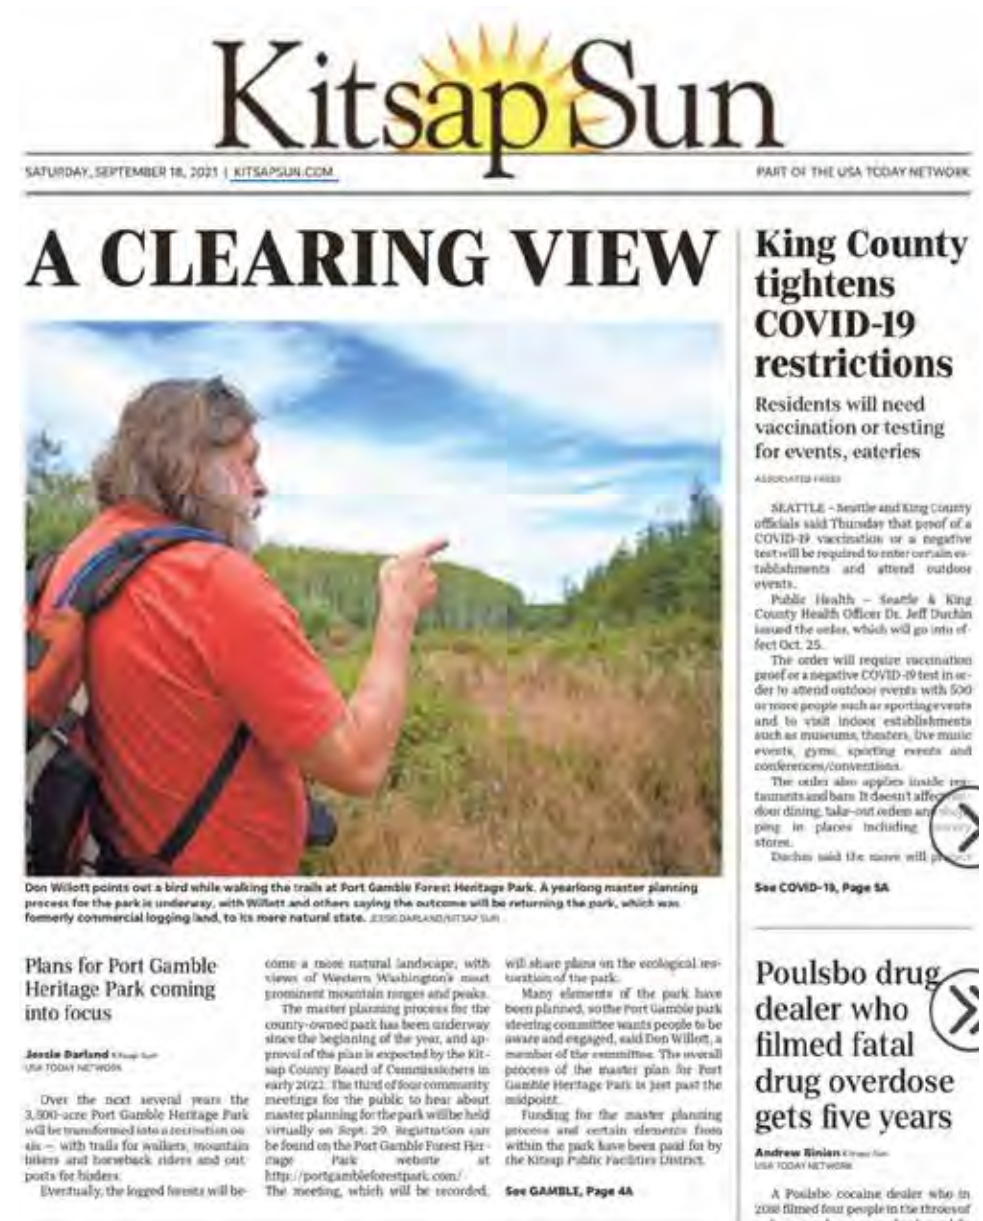 Kitsap Sun
SATURDAY, SEPTEMBER 18, 2021 | KITSAPSUN.COM
PART OF THE USA TODAY NETWORK
A CLEARING VIEW
Don Willott points out a bird while walking the trails at Port Gamble Forest Heritage Park. A yearlong master planning
process for the park is underway, with Willott and others saying the outcome will be returning the park, which was
formerly commercial logging land, to its more natural state. JESSIE DARLAND/KITSAP SUN
Plans for Port Gamble
Heritage Park coming
into focus
Jessie Darland Kitsap Sun
USA TODAY NETWORK
Over the next several years the
3,500-acre Port Gamble Heritage Park
will be transformed into a recreation oa-
sis – with trails for walkers, mountain
bikers and horseback riders and out
posts for birders.
Eventually, the logged forests will be-
come a more natural landscape, with
views of Western Washington's most
prominent mountain ranges and peaks.
The master planning process for the
county-owned park has been underway
since the beginning of the year, and ap-
proval of the plan is expected by the Kit-
sap County Board of Commissioners in
early 2022. The third of four community
meetings for the public to hear about
master planning for the park will be held
virtually on Sept. 29. Registration can
be found on the Port Gamble Forest Her-
itage Park website at
http://portgambleforestpark.com/
The meeting, which will be recorded,
will share plans on the ecological res-
toration of the park.
Many elements of the park have
been planned, so the Port Gamble park
steering committee wants people to be
aware and engaged, said Don Willott, a
member of the committee. The overall
process of the master plan for Port
Gamble Heritage Park is just past the
midpoint.
Funding for the master planning
process and certain elements from
within the park have been paid for by
the Kitsap Public Facilities District.
See GAMBLE, Page 4A
King County
tightens
COVID-19
restrictions
Residents will need
vaccination or testing
for events, eateries
ASSOCIATED PRESS
SEATTLE – Seattle and King County
officials said Thursday that proof of a
COVID-19 vaccination or a negative
test will be required to enter certain es-
tablishments and attend outdoor
events.
Public Health – Seattle & King
County Health Officer Dr. Jeff Duchin
issued the order, which will go into ef-
fect Oct. 25.
The order will require vaccination
proof or a negative COVID-19 test in or-
der to attend outdoor events with 500
or more people such as sporting events
and to visit indoor establishments
such as museums, theaters, live music
events, gyms, sporting events and
conferences/conventions.
The order also applies inside res-
taurants and bars. It doesn't affect
door dining, take-out orders and
ping in places including
stores.
Duchin said the move will
See COVID-19, Page 5A
Poulsbo drug
dealer who
filmed fatal
drug overdose
gets five years
Andrew Binion Kitsap Sun
USA TODAY NETWORK
A Poulsbo cocaine dealer who in
2018 filmed four people in the throes of